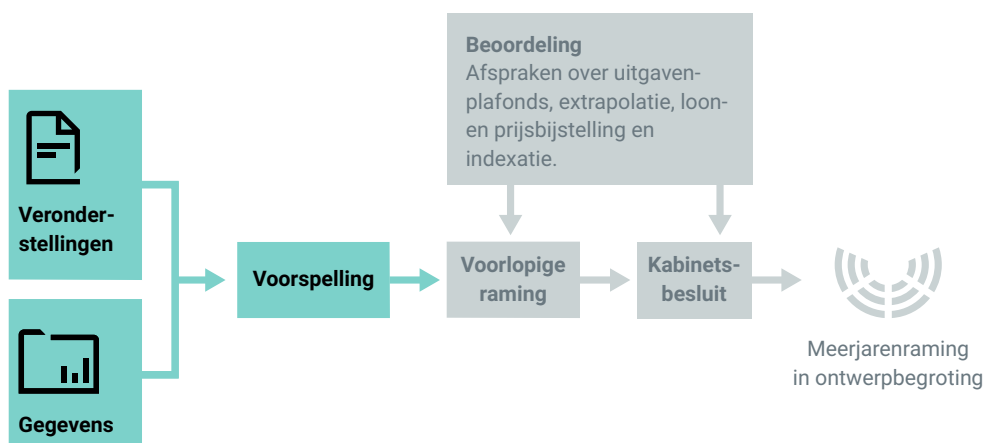 Beoordeling
Afspraken over uitgaven-
plafonds, extrapolatie, loon-
en prijsbijstelling en
indexatie.
Veronder-
stellingen
Voorspelling
Voorlopige
raming
Kabinets-
besluit
Meerjarenraming
in ontwerpbegroting
Gegevens